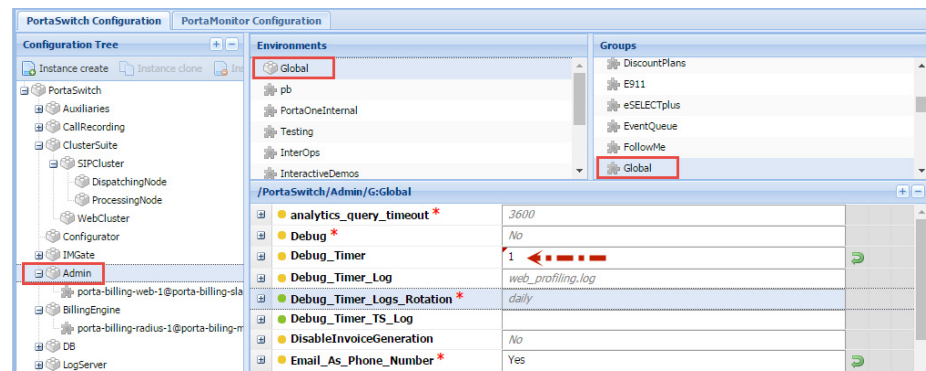 PortaSwitch Configuration
PortaMonitor Configuration
Configuration Tree
Instance create
Instance clone
PortaSwitch
Auxiliaries
CallRecording
ClusterSuite
SIPCluster
DispatchingNode
ProcessingNode
WebCluster
Configurator
IMGate
Admin
porta-billing-web-1@porta-billing-sla
BillingEngine
porta-billing-radius-1@porta-biling-m
DB
LogServer
Environments
Global
pb
PortaOneInternal
Testing
InterOps
InteractiveDemos
Groups
DiscountPlans
E911
eSELECTplus
EventQueue
FollowMe
Global
/PortaSwitch/Admin/G:Global
analytics_query_timeout * 3600
Debug * No
Debug_Timer 1
Debug_Timer_Log web_profiling.log
Debug_Timer_Logs_Rotation * daily
Debug_Timer_TS_Log
DisableInvoiceGeneration No
Email_As_Phone_Number * Yes